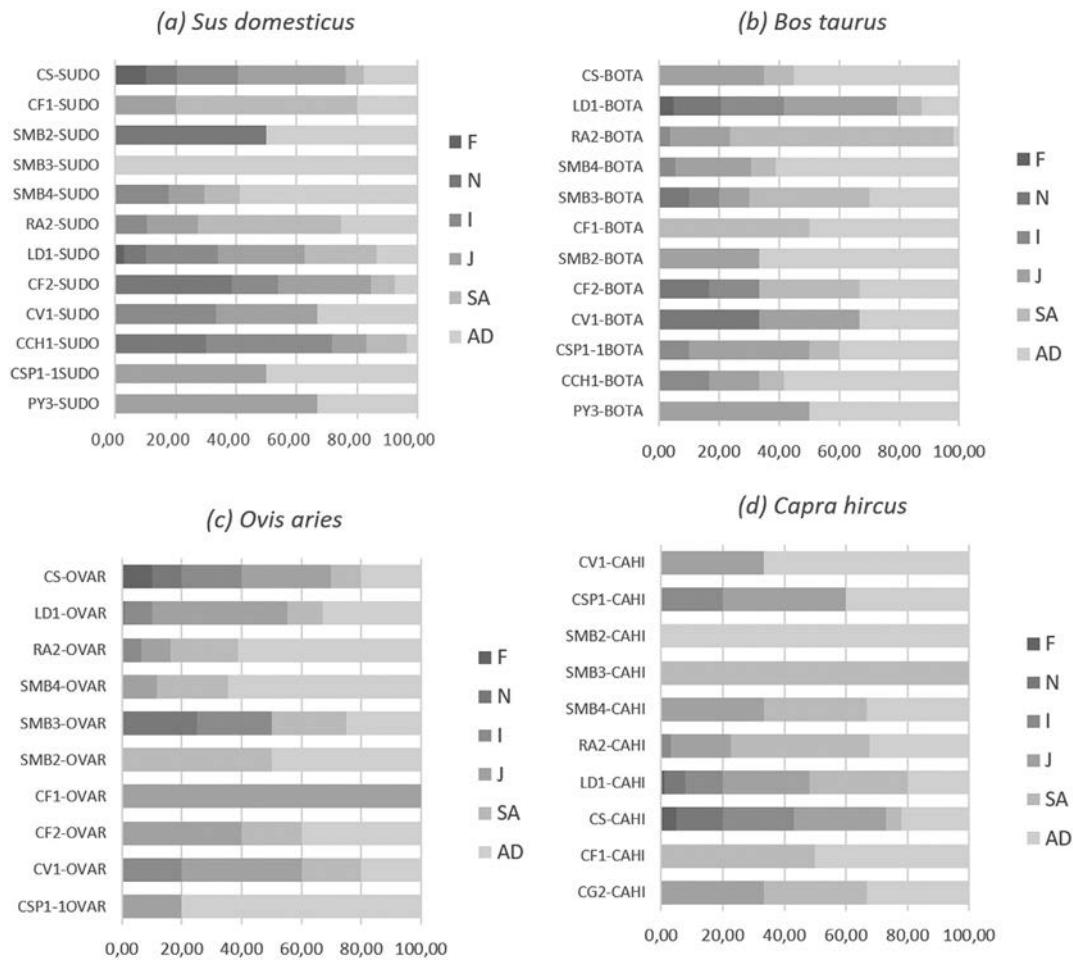 (a) Sus domesticus
CS-SUDO
CF1-SUDO
SMB2-SUDO
SMB3-SUDO
SMB4-SUDO
RA2-SUDO
LD1-SUDO
CF2-SUDO
CV1-SUDO
CCH1-SUDO
CSP1-1SUDO
PY3-SUDO
0,00 20,00 40,00 60,00 80,00 100,00
F
N
I
J
SA
AD
(b) Bos taurus
CS-BOTA
LD1-BOTA
RA2-BOTA
SMB4-BOTA
SMB3-BOTA
CF1-BOTA
SMB2-BOTA
CF2-BOTA
CV1-BOTA
CSP1-1BOTA
CCH1-BOTA
PY3-BOTA
0,00 20,00 40,00 60,00 80,00 100,00
F
N
I
J
SA
AD
(c) Ovis aries
CS-OVAR
LD1-OVAR
RA2-OVAR
SMB4-OVAR
SMB3-OVAR
SMB2-OVAR
CF1-OVAR
CF2-OVAR
CV1-OVAR
CSP1-1OVAR
0,00 20,00 40,00 60,00 80,00 100,00
F
N
I
J
SA
AD
(d) Capra hircus
CV1-CAHI
CSP1-CAHI
SMB2-CAHI
SMB3-CAHI
SMB4-CAHI
RA2-CAHI
LD1-CAHI
CS-CAHI
CF1-CAHI
CG2-CAHI
0,00 20,00 40,00 60,00 80,00 100,00
F
N
I
J
SA
AD